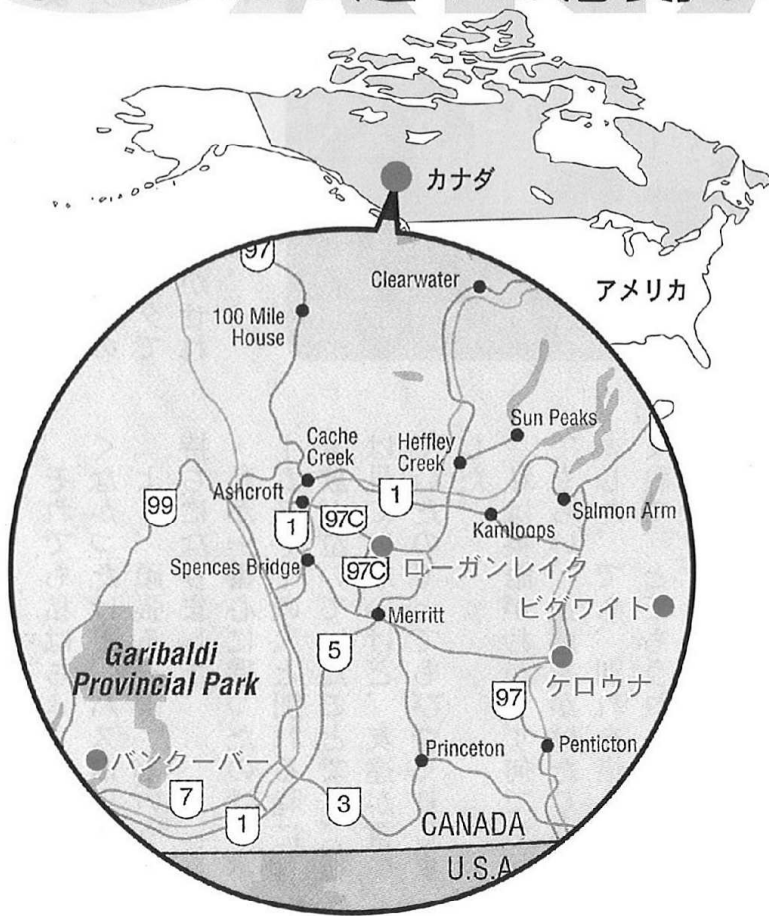 カナダ
アメリカ
97
Clearwater
100 Mile
House
Sun Peaks
Cache
Creek
Heffley
Creek
99
Ashcroft
1
Salmon Arm
1
97C
Kamloops
Spences Bridge
97C
ローガンレイク
ビグワイト
Merritt
5
Garibaldi
Provincial Park
ケロウナ
97
バンクーバー
Princeton
Penticton
7
1
3
CANADA
U.S.A